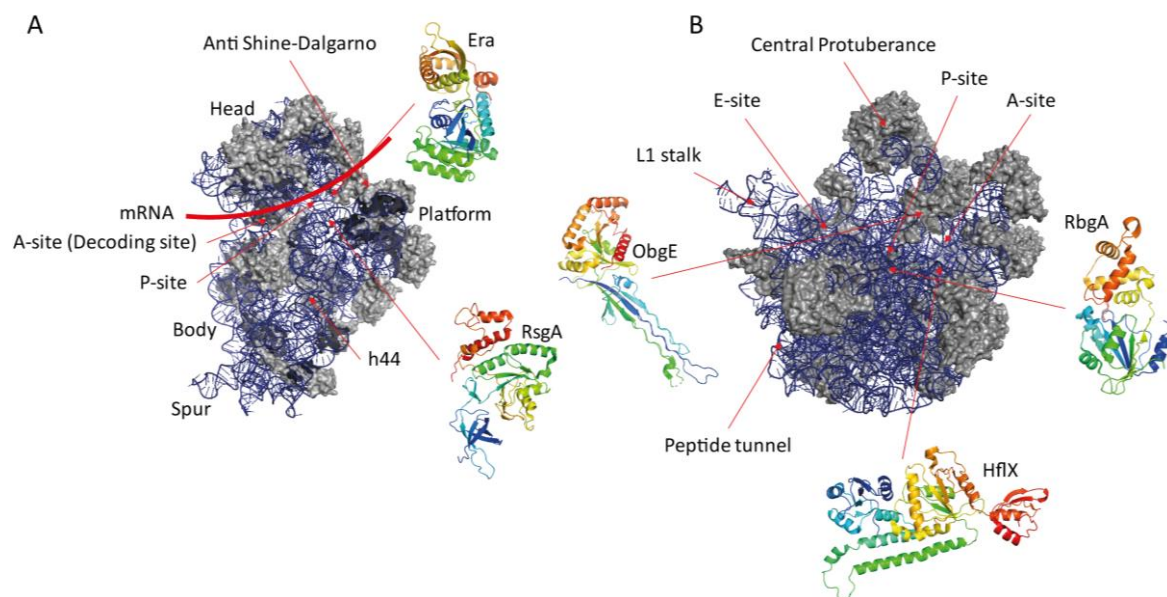 A
Anti Shine-Dalgarno
Era
Head
mRNA
Platform
A-site (Decoding site)
P-site
RsgA
Body
h44
Spur
B
Central Protuberance
P-site
E-site
A-site
L1 stalk
RbgA
ObgE
Peptide tunnel
HflX